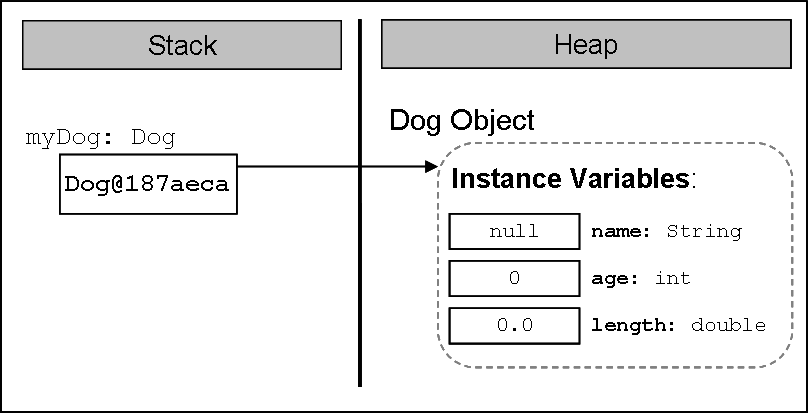 Stack
Heap
myDog: Dog
Dog@187aeca
Dog Object
Instance Variables:
null name: String
0 age: int
0.0 length: double